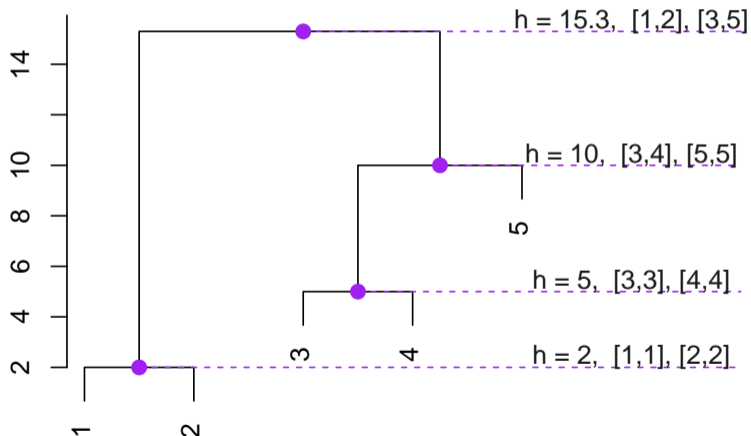 h = 15.3, [1,2], [3,5]
14
h = 10, [3,4], [5,5]
10
8
5
6
h = 5, [3,3], [4,4]
4
3
4
h = 2, [1,1], [2,2]
2
1
2